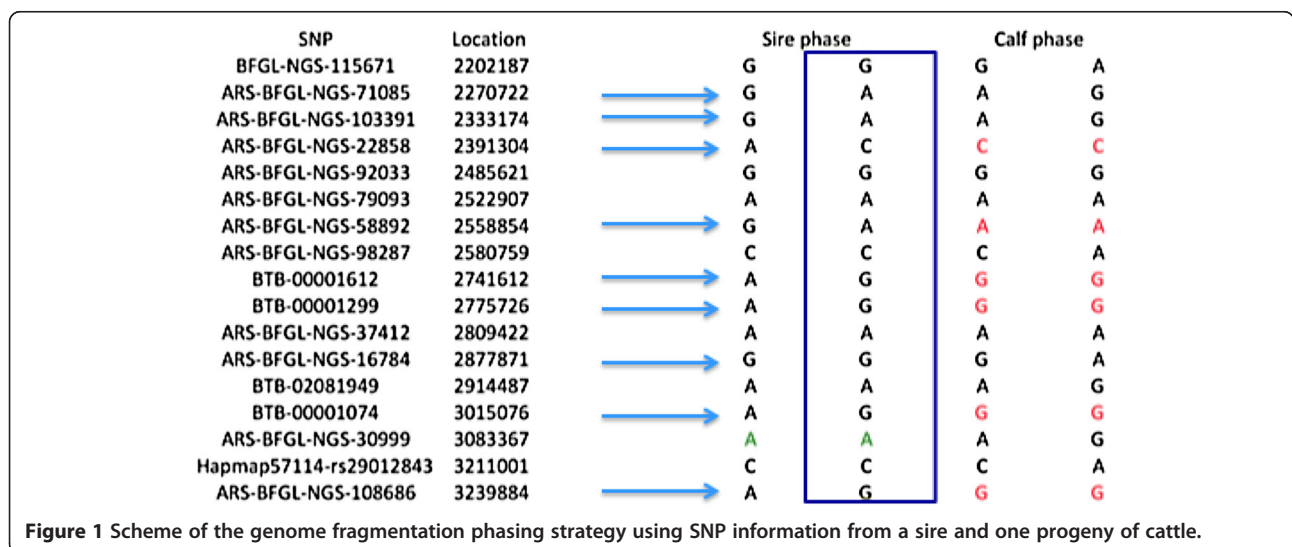 SNP Location Sire phase Calf phase
BFGL-NGS-115671 2202187 G G G A
ARS-BFGL-NGS-71085 2270722 G A A G
ARS-BFGL-NGS-103391 2333174 G A A G
ARS-BFGL-NGS-22858 2391304 A C C C
ARS-BFGL-NGS-92033 2485621 G G G G
ARS-BFGL-NGS-79093 2522907 A A A A
ARS-BFGL-NGS-58892 2558854 G A A A
ARS-BFGL-NGS-98287 2580759 C C C A
BTB-00001612 2741612 A G G G
BTB-00001299 2775726 A G G G
ARS-BFGL-NGS-37412 2809422 A A A A
ARS-BFGL-NGS-16784 2877871 G G G A
BTB-02081949 2914487 A A A G
BTB-00001074 3015076 A G G G
ARS-BFGL-NGS-30999 3083367 A A A G
Hapmap57114-rs29012843 3211001 C C C A
ARS-BFGL-NGS-108686 3239884 A G G G
Figure 1 Scheme of the genome fragmentation phasing strategy using SNP information from a sire and one progeny of cattle.